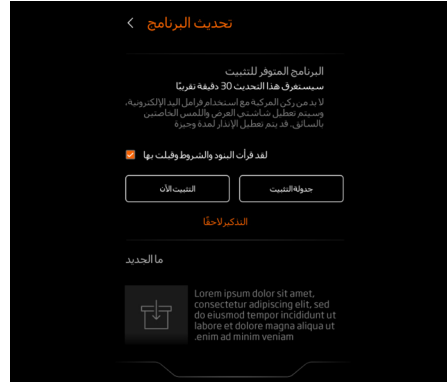 تحديث البرنامج
البرنامج المتوفر للتثبيت
سيستغرق هذا التحديث 30 دقيقة تقريبًا
لا بد من ركن المركبة مع استخدام فرامل اليد الإلكترونية،
وسيتم تعطيل شاشتي العرض واللمس الخاصتين
بالسائق. قد يتم تعطيل الإنذار لمدة وجيزة
لقد قرأت البنود والشروط وقبلت بها
جدولة التثبيت
التثبيت الآن
التذكير لاحقًا
ما الجديد
Lorem ipsum dolor sit amet,
consectetur adipiscing elit, sed
do eiusmod tempor incididunt ut
labore et dolore magna aliqua ut
.enim ad minim veniam